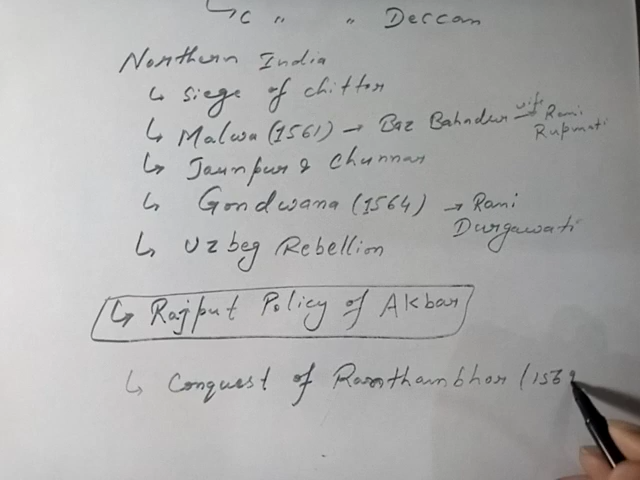 ↳ C " " Deccan
Northern India
↳ Siege of chittor
↳ Malwa (1561) → Baz Bahadur wife→ Rani Rupmati
↳ Jaunpur & Chunnar
↳ Gondwana (1564) → Rani Durgawati
↳ Uzbeg Rebellion
↳ Rajput Policy of Akbar
↳ Conquest of Ranthambhor (1569